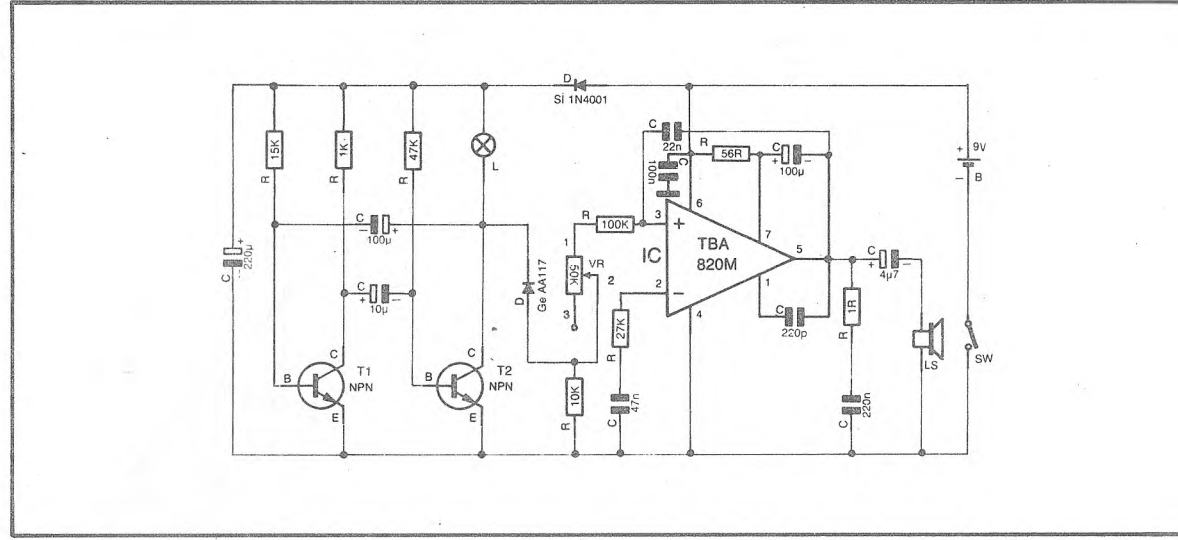 D
Sİ 1N4001
15K
R
1K
R
47K
R
L
C
22n
C
100n
R
56R
C
+ 100µ −
+ 9V
− B
C
− 100µ +
C
+ 10µ −
C
220µ
+
−
D
Ge AA117
R
100K
1
50K
VR
2
3
3
+
IC
TBA
820M
6
7
5
1
2
−
4
C
+ 4µ7 −
27K
R
C
220p
1R
R
LS
SW
B
C
E
T1
NPN
B
C
E
T2
NPN
10K
R
C
47n
C
220n